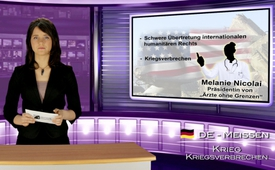 - Schwere Übertretung internationalen
humanitären Rechts
- Kriegsverbrechen
Melanie Nicolai
Präsidentin von
„Ärzte ohne Grenzen“
DE - MEISSEN
KRIEG
KRIEGSVERBRECHEN